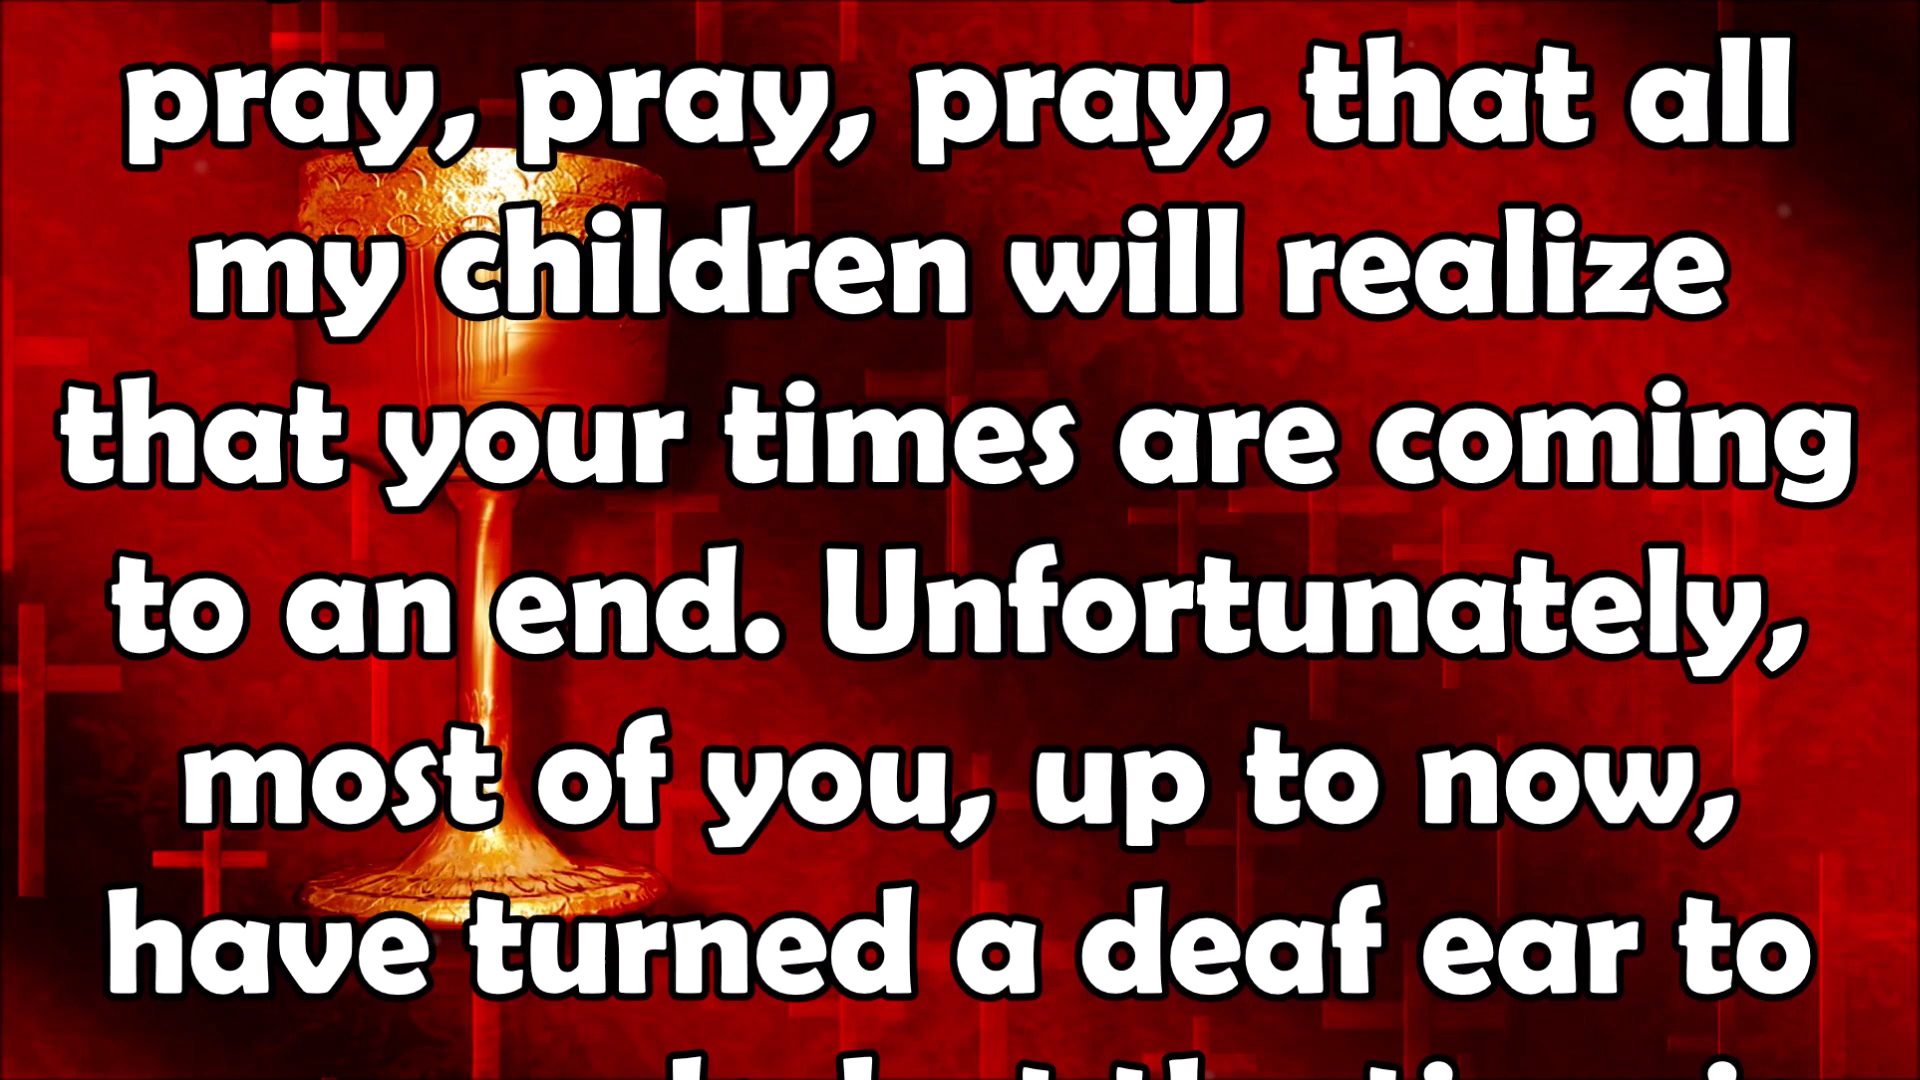 pray, pray, pray, that all
my children will realize
that your times are coming
to an end. Unfortunately,
most of you, up to now,
have turned a deaf ear to